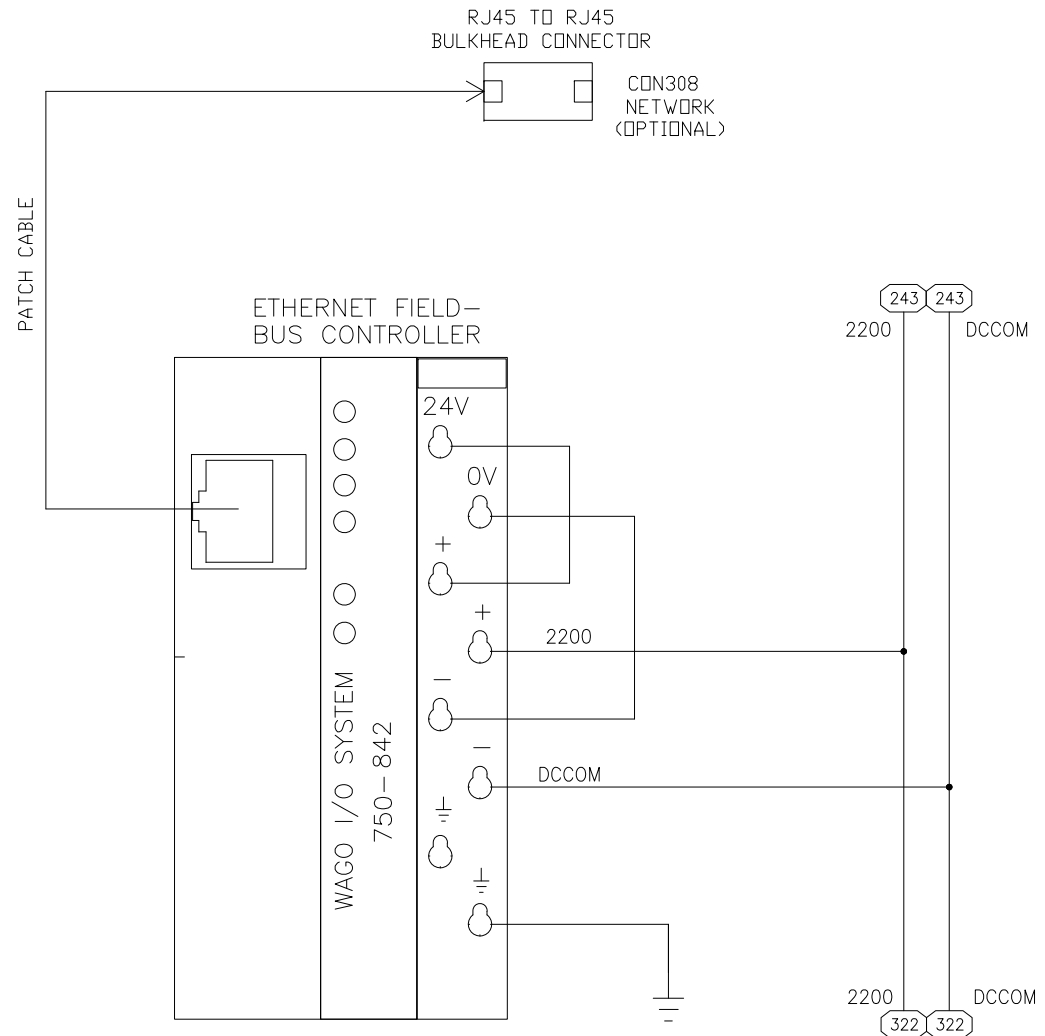 RJ45 TO RJ45
BULKHEAD CONNECTOR
CON308
NETWORK
(OPTIONAL)
PATCH CABLE
243 243
2200 DCCOM
ETHERNET FIELD-
BUS CONTROLLER
24V
0V
+
+
2200
-
-
DCCOM
WAGO I/O SYSTEM
750-842
2200 DCCOM
322 322